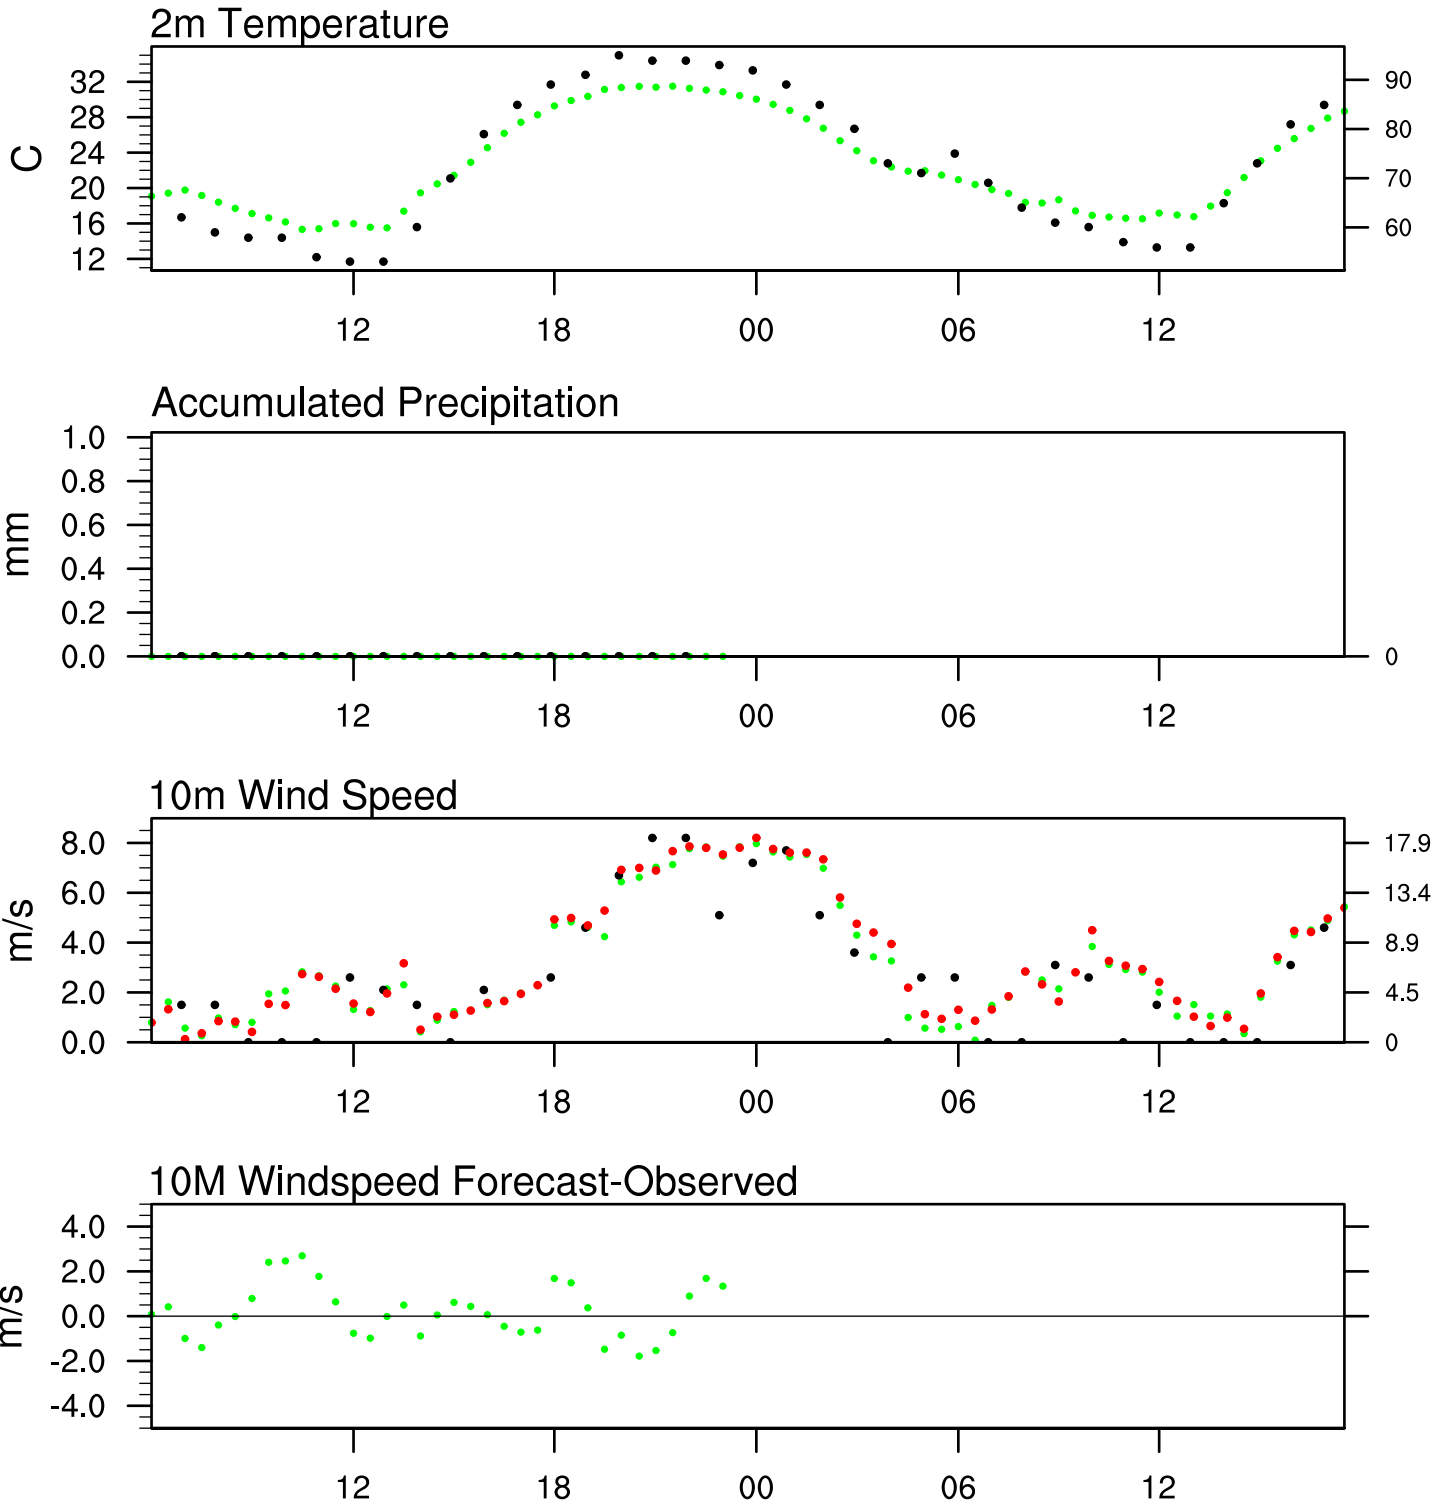 2m Temperature
32 90
28 80
24
C
20 70
16 60
12
12 18 00 06 12
Accumulated Precipitation
1.0
0.8
0.6
mm
0.4
0.2
0.0 0
12 18 00 06 12
10m Wind Speed
8.0 17.9
6.0 13.4
m/s
4.0 8.9
2.0 4.5
0.0 0
12 18 00 06 12
10M Windspeed Forecast-Observed
4.0
2.0
m/s
0.0
-2.0
-4.0
12 18 00 06 12